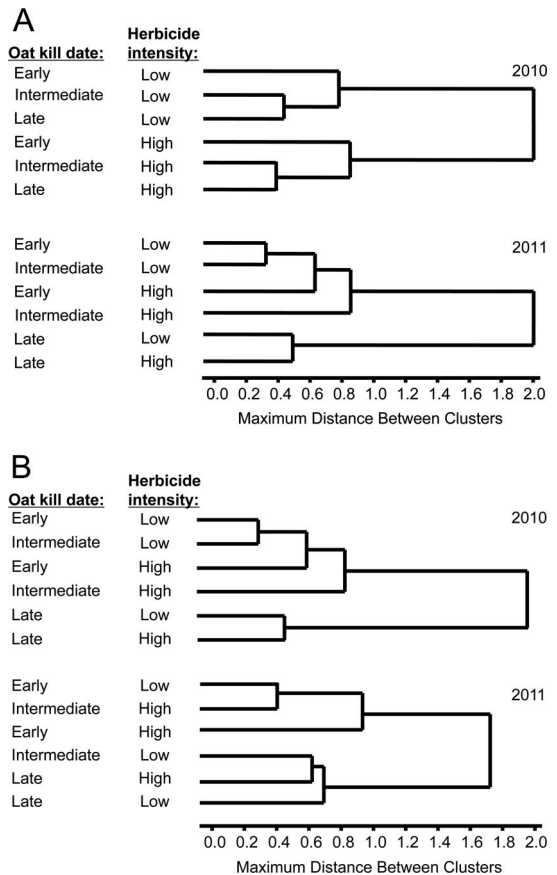 A
Oat kill date: Herbicide intensity:
Early Low 2010
Intermediate Low
Late Low
Early High
Intermediate High
Late High
Early Low 2011
Intermediate Low
Early High
Intermediate High
Late Low
Late High
0.0 0.2 0.4 0.6 0.8 1.0 1.2 1.4 1.6 1.8 2.0
Maximum Distance Between Clusters
B
Oat kill date: Herbicide intensity:
Early Low 2010
Intermediate Low
Early High
Intermediate High
Late Low
Late High
Early Low 2011
Intermediate High
Early High
Intermediate Low
Late High
Late Low
0.0 0.2 0.4 0.6 0.8 1.0 1.2 1.4 1.6 1.8 2.0
Maximum Distance Between Clusters